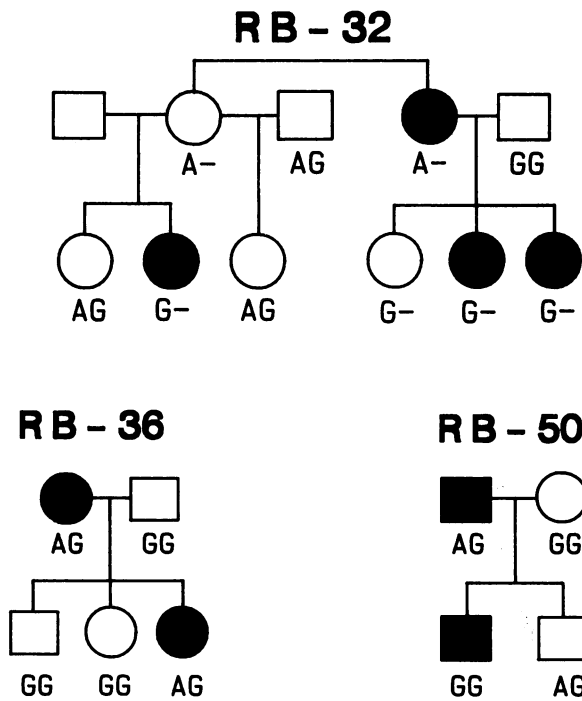 RB-32
A- AG A- GG
AG G- AG G- G- G-
RB-36 RB-50
AG GG AG GG
GG GG AG GG AG